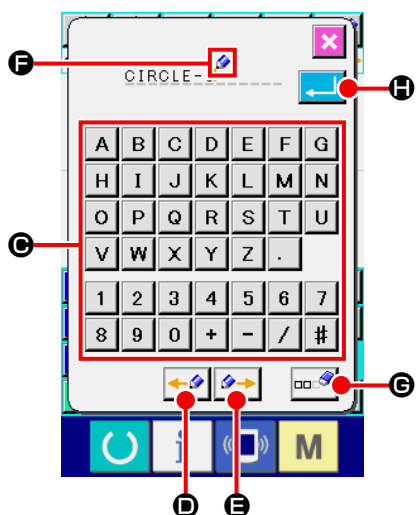 F
CIRCLE-
H
A B C D E F G
H I J K L M N
O P Q R S T U
C
V W X Y Z .
1 2 3 4 5 6 7
8 9 0 + - / #
G
i M
D E